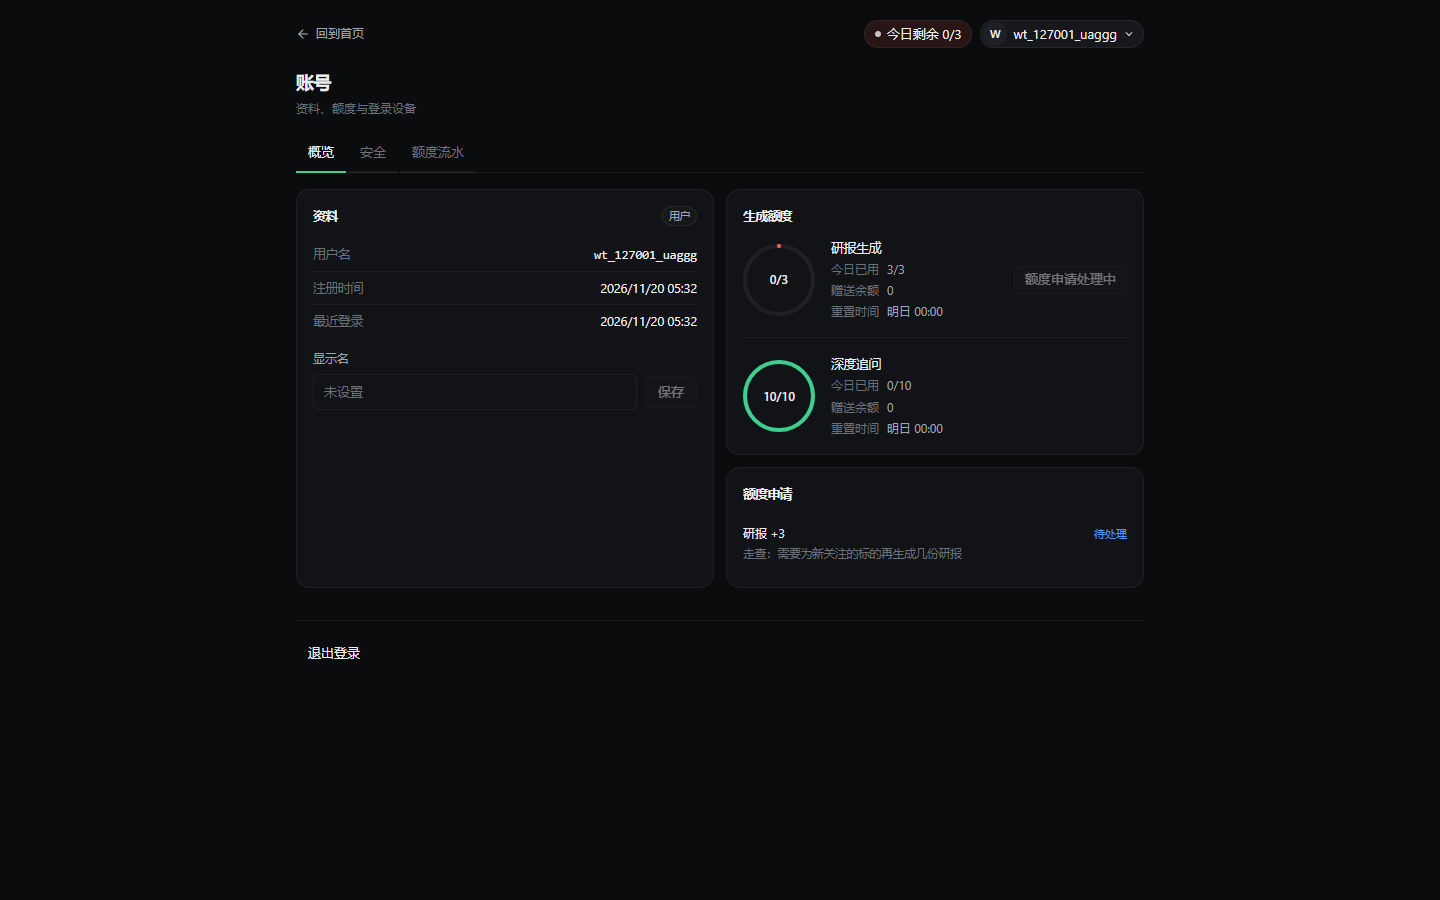 回到首页
今日剩余 0/3
W wt_127001_uaggg
账号
资料、额度与登录设备
概览 安全 额度流水
资料 用户
用户名 wt_127001_uaggg
注册时间 2026/11/20 05:32
最近登录 2026/11/20 05:32
显示名
未设置 保存
生成额度
0/3
研报生成
今日已用 3/3
赠送余额 0
重置时间 明日 00:00
额度申请处理中
10/10
深度追问
今日已用 0/10
赠送余额 0
重置时间 明日 00:00
额度申请
研报 +3 待处理
走查：需要为新关注的标的再生成几份研报
退出登录